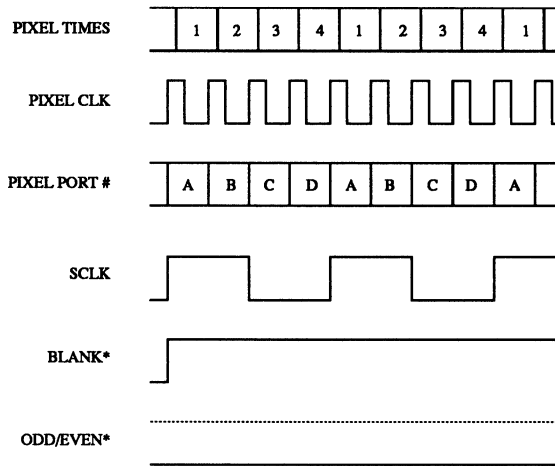 PIXEL TIMES 1 2 3 4 1 2 3 4 1
PIXEL CLK
PIXEL PORT # A B C D A B C D A
SCLK
BLANK*
ODD/EVEN*